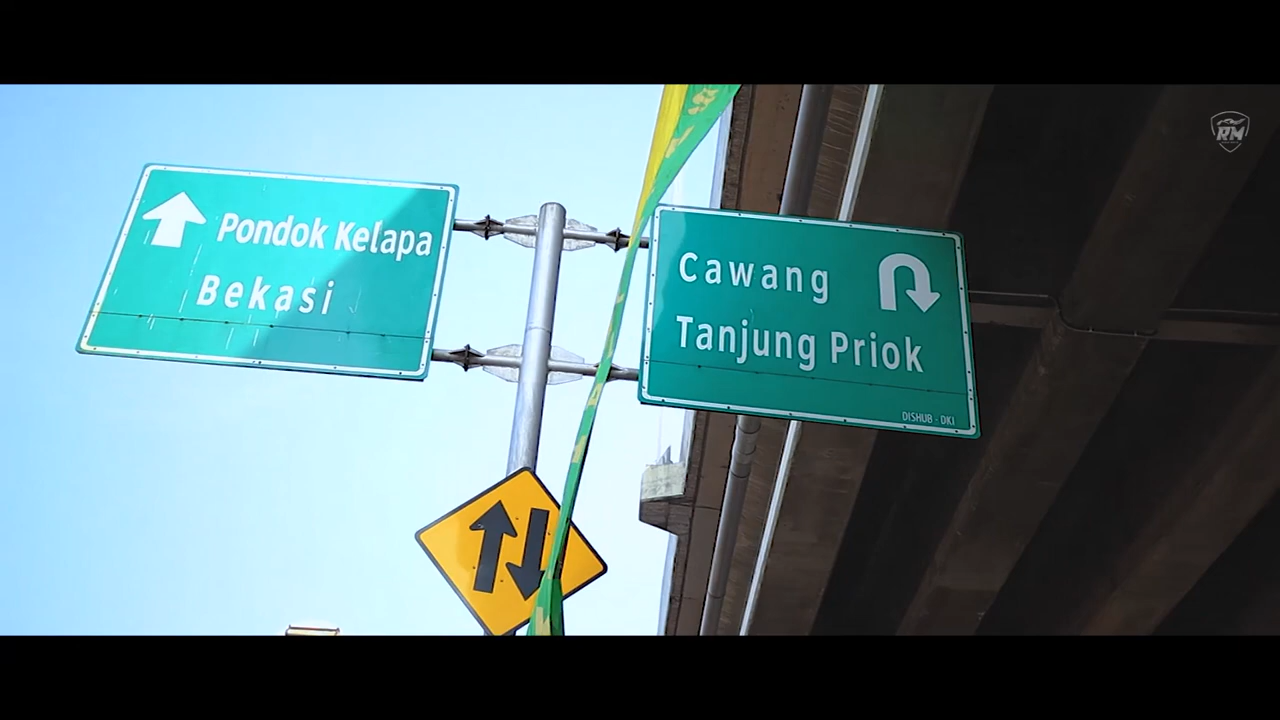 Pondok Kelapa
Bekasi
Cawang
Tanjung Priok
DISHUB - DKI
RM